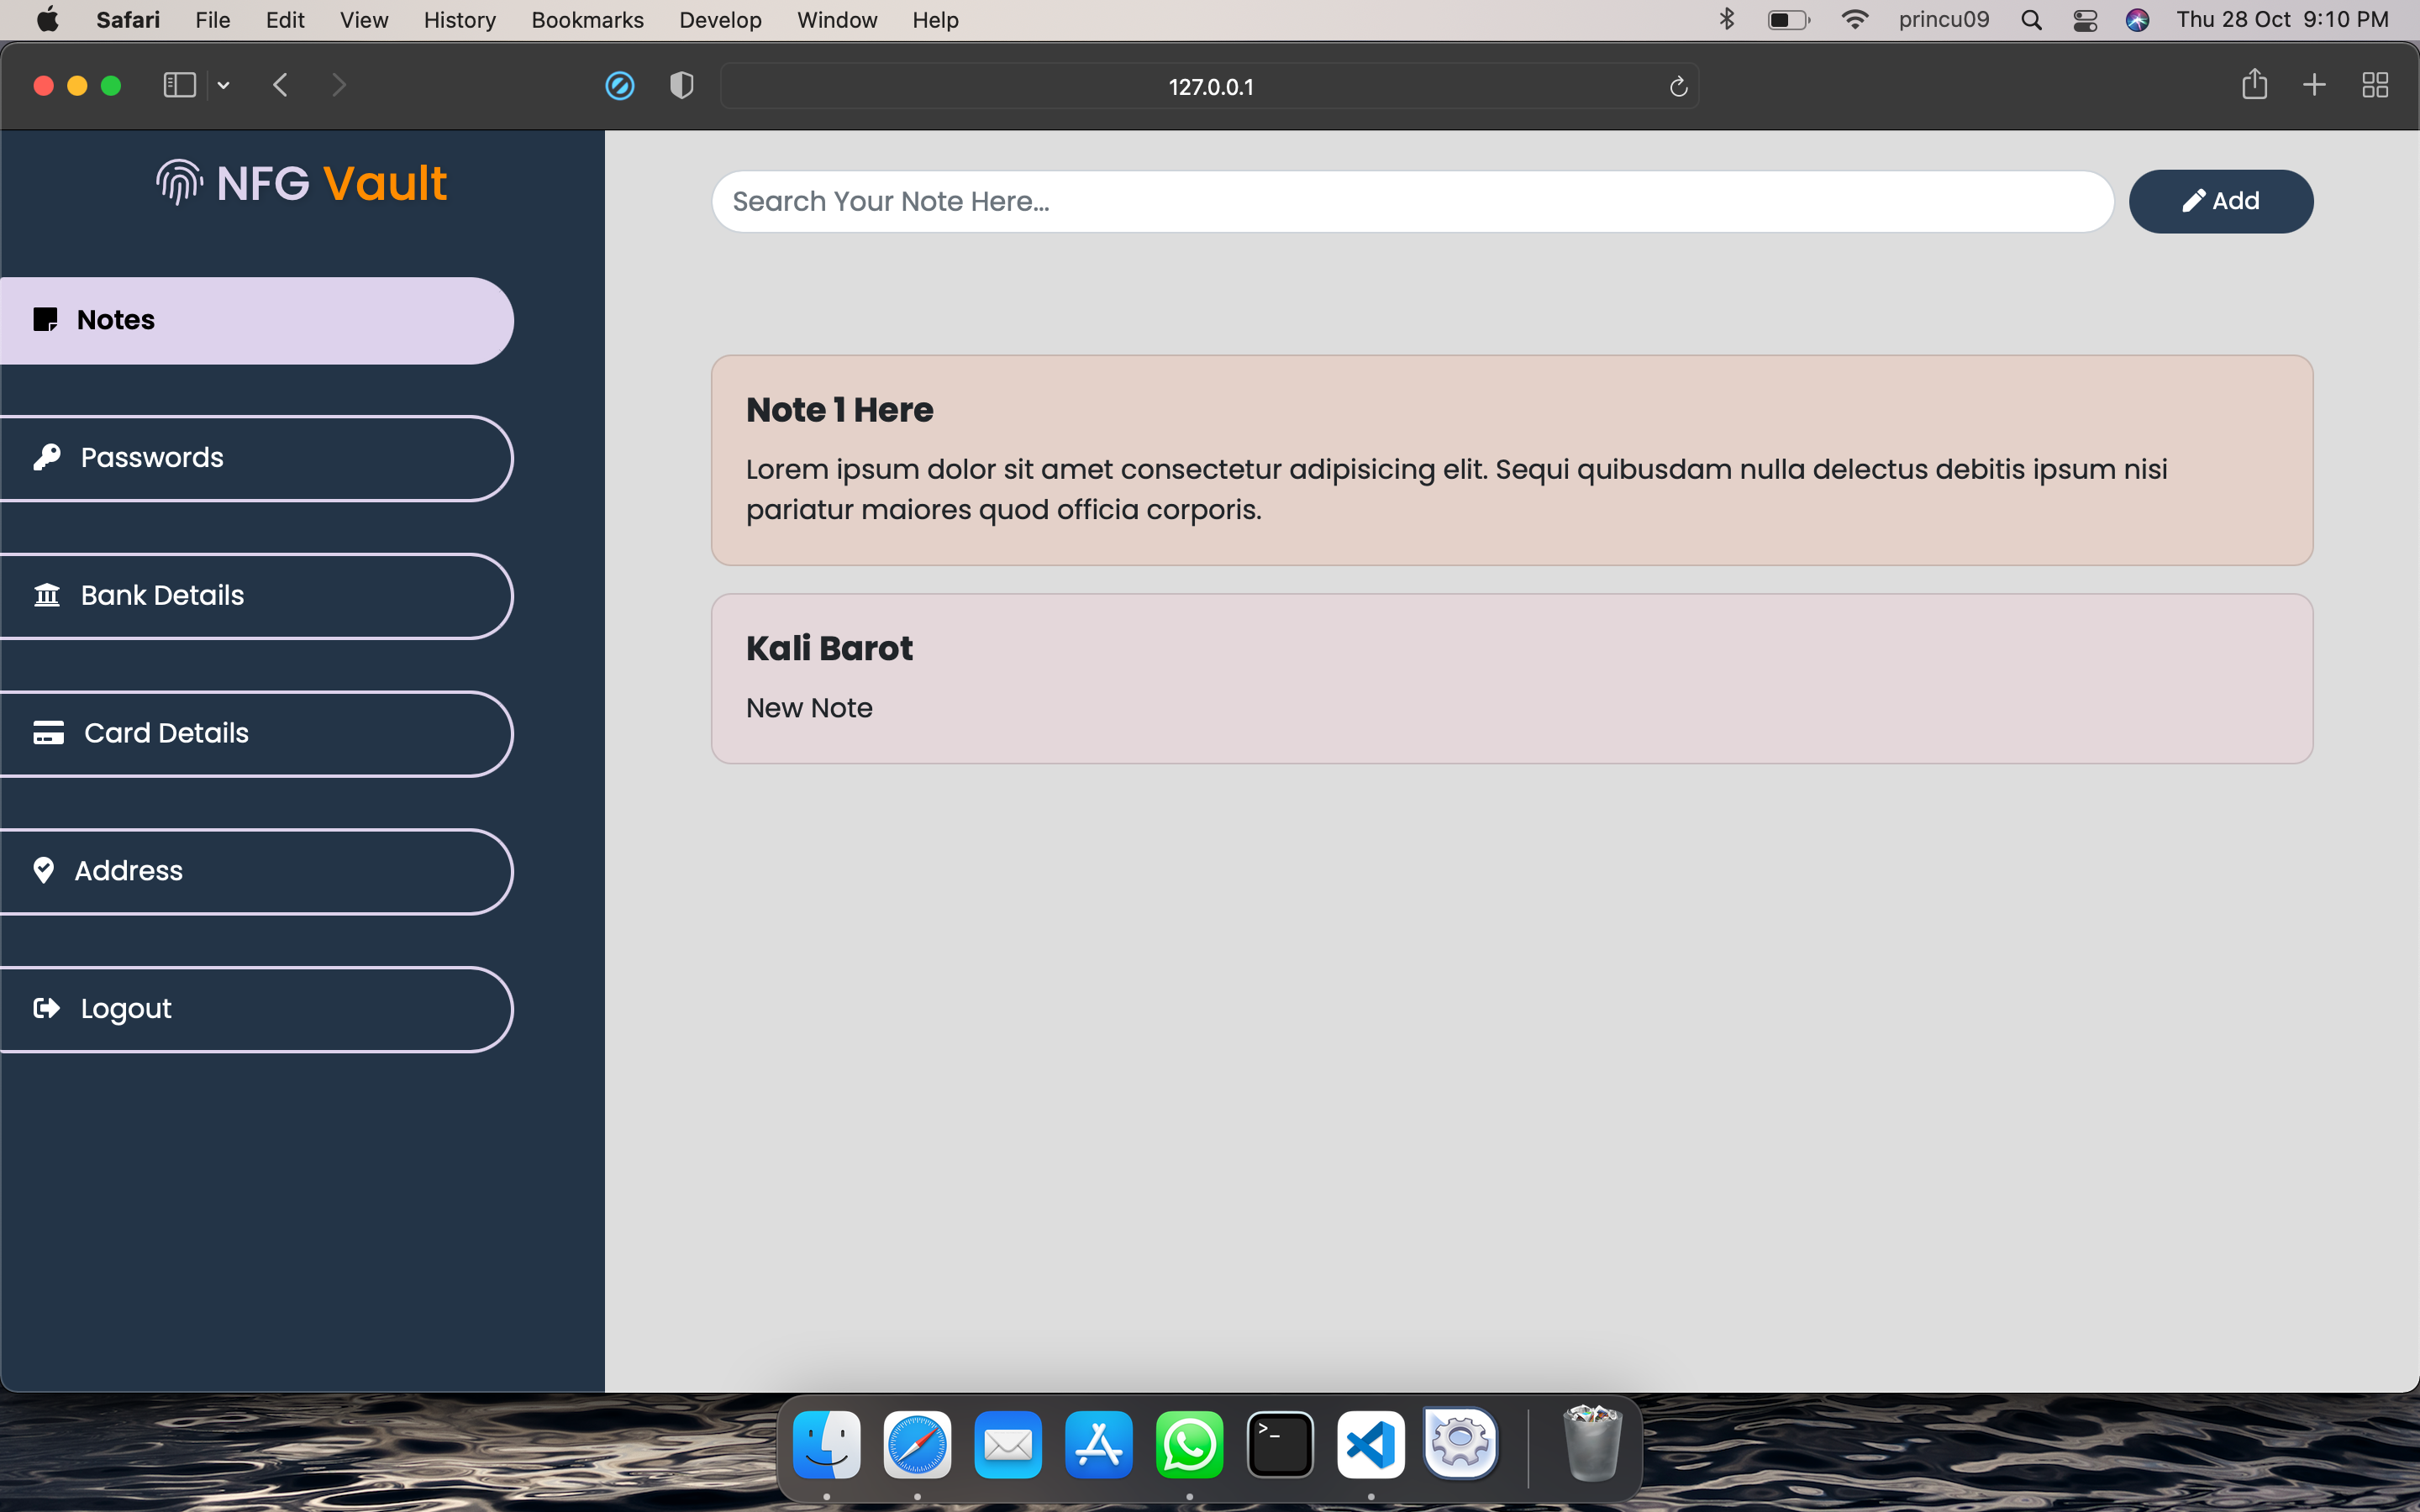 Safari File Edit View History Bookmarks Develop Window Help princu09 Thu 28 Oct 9:10 PM
127.0.0.1
NFG Vault
Search Your Note Here...
Add
Notes
Passwords
Bank Details
Card Details
Address
Logout
Note 1 Here
Lorem ipsum dolor sit amet consectetur adipisicing elit. Sequi quibusdam nulla delectus debitis ipsum nisi
pariatur maiores quod officia corporis.
Kali Barot
New Note
>_